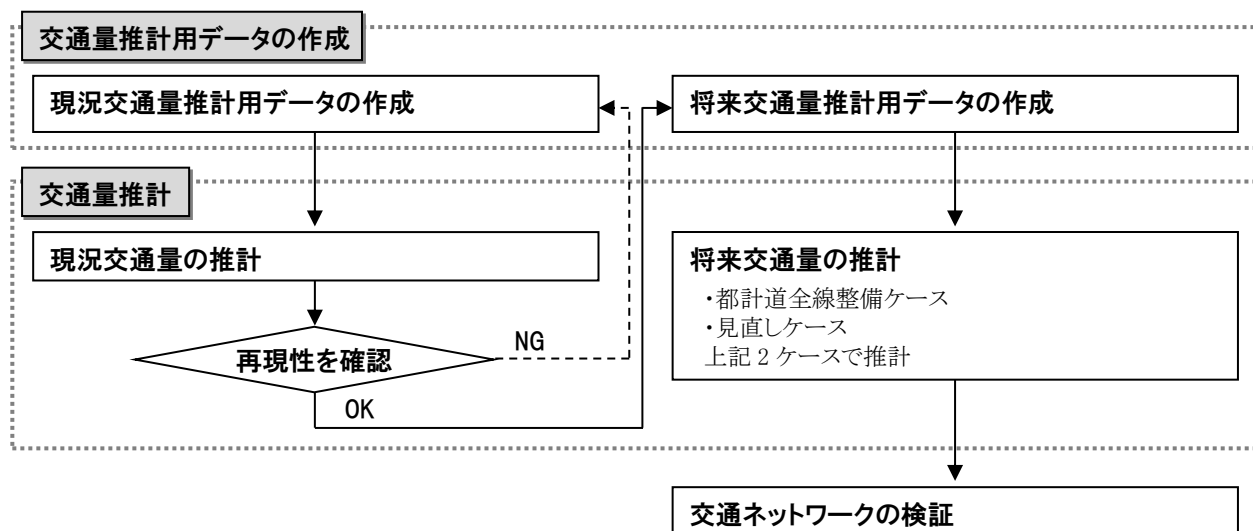 交通量推計用データの作成
現況交通量推計用データの作成
将来交通量推計用データの作成
交通量推計
現況交通量の推計
将来交通量の推計
・都計道全線整備ケース
・見直しケース
上記２ケースで推計
再現性を確認
NG
OK
交通ネットワークの検証